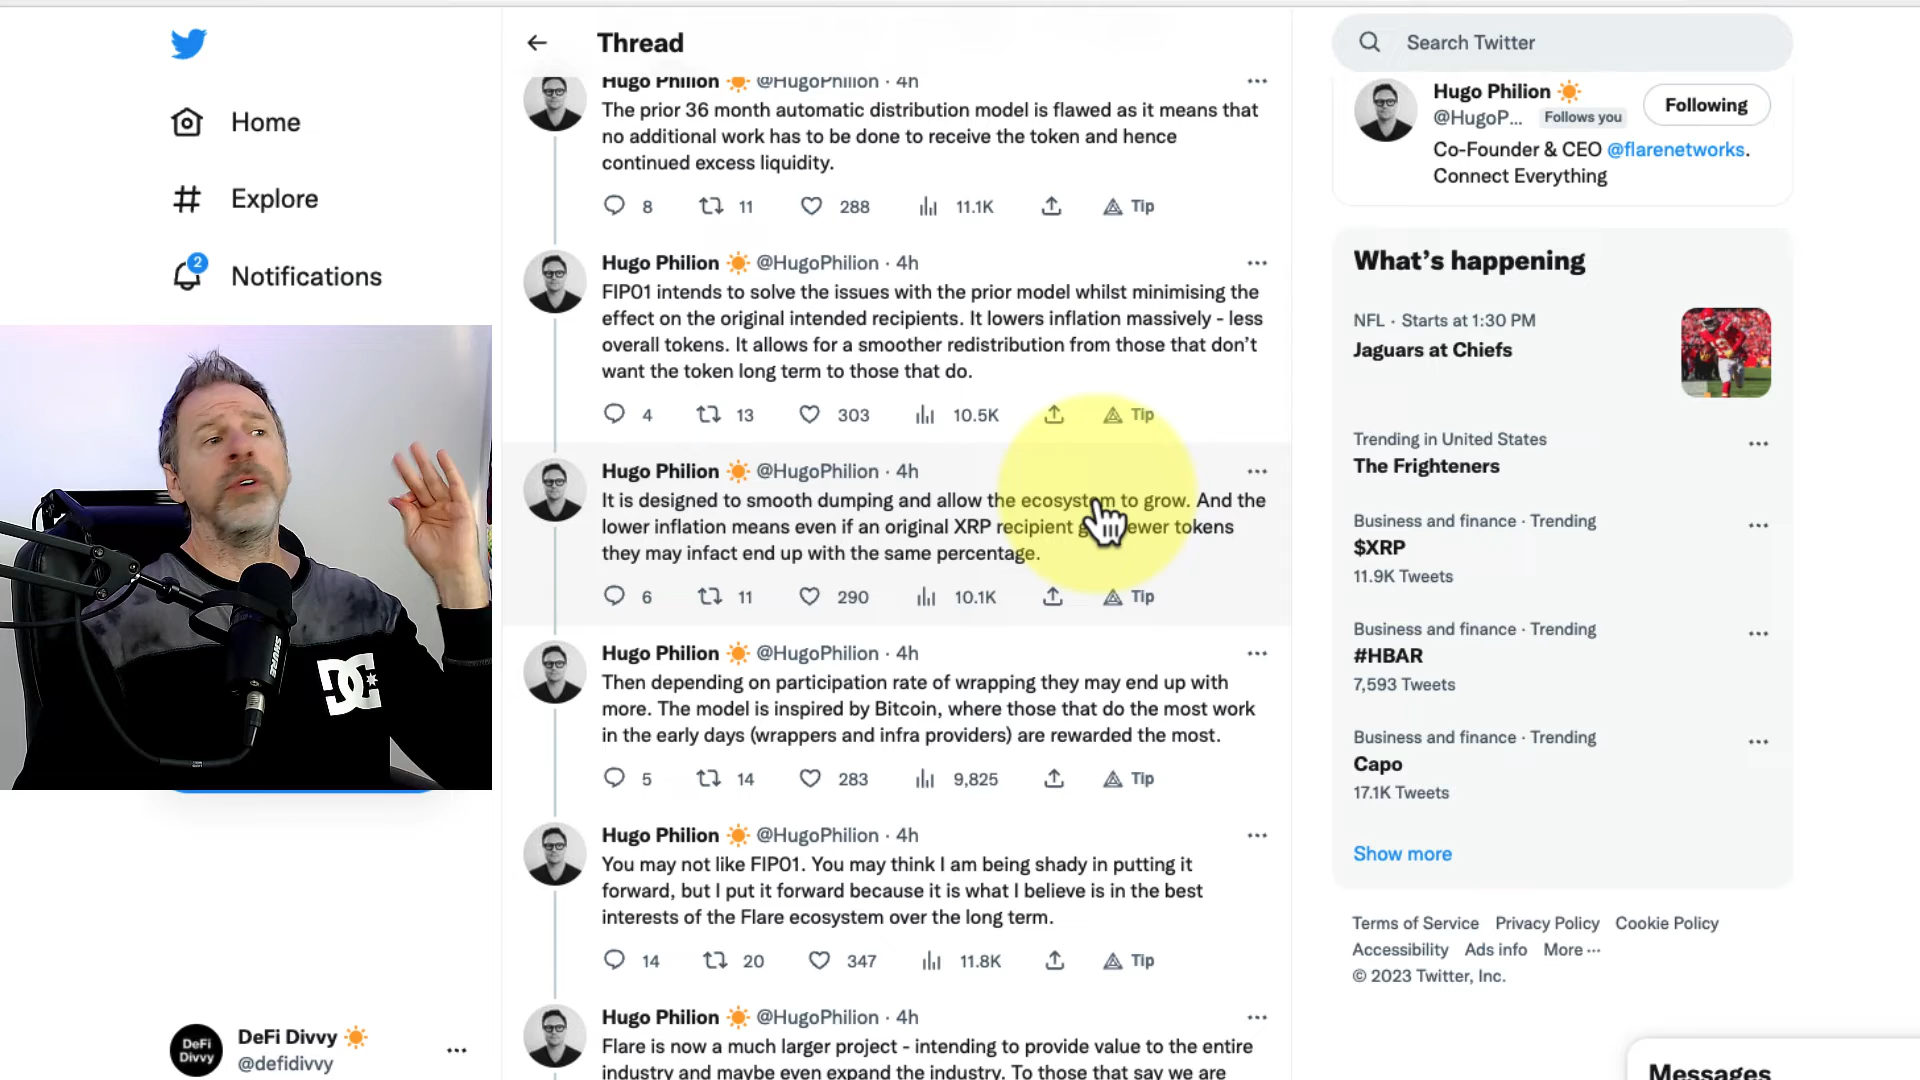 Home
Explore
2
Notifications
SHURE
DC
DeFi
Divvy
DeFi Divvy
@defidivvy
Thread
Hugo Philion @HugoPhilion · 4h
The prior 36 month automatic distribution model is flawed as it means that
no additional work has to be done to receive the token and hence
continued excess liquidity.
8 11 288 11.1K Tip
Hugo Philion @HugoPhilion · 4h
FIP01 intends to solve the issues with the prior model whilst minimising the
effect on the original intended recipients. It lowers inflation massively - less
overall tokens. It allows for a smoother redistribution from those that don't
want the token long term to those that do.
4 13 303 10.5K Tip
Hugo Philion @HugoPhilion · 4h
It is designed to smooth dumping and allow the ecosystem to grow. And the
lower inflation means even if an original XRP recipient tokens
they may infact end up with the same percentage.
6 11 290 10.1K Tip
Hugo Philion @HugoPhilion · 4h
Then depending on participation rate of wrapping they may end up with
more. The model is inspired by Bitcoin, where those that do the most work
in the early days (wrappers and infra providers) are rewarded the most.
5 14 283 9,825 Tip
Hugo Philion @HugoPhilion · 4h
You may not like FIP01. You may think I am being shady in putting it
forward, but I put it forward because it is what I believe is in the best
interests of the Flare ecosystem over the long term.
14 20 347 11.8K Tip
Hugo Philion @HugoPhilion · 4h
Flare is now a much larger project - intending to provide value to the entire
industry and maybe even expand the industry. To those that say we are
Search Twitter
Hugo Philion
@HugoP... Follows you
Following
Co-Founder & CEO @flarenetworks.
Connect Everything
What's happening
NFL · Starts at 1:30 PM
Jaguars at Chiefs
Trending in United States
The Frighteners
Business and finance · Trending
$XRP
11.9K Tweets
Business and finance · Trending
#HBAR
7,593 Tweets
Business and finance · Trending
Capo
17.1K Tweets
Show more
Terms of Service Privacy Policy Cookie Policy
Accessibility Ads info More ···
© 2023 Twitter, Inc.
Messages